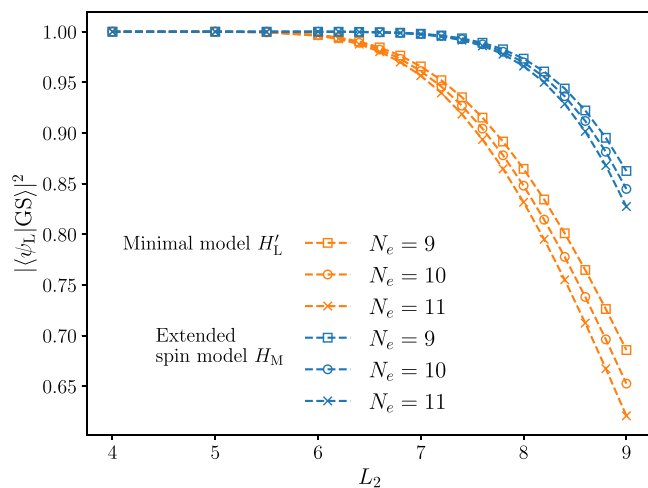 1.00
0.95
0.90
0.85
0.80
0.75
0.70
0.65
|⟨ψ_L|GS⟩|²
Minimal model H′_L
N_e = 9
N_e = 10
N_e = 11
Extended
spin model H_M
N_e = 9
N_e = 10
N_e = 11
4 5 6 7 8 9
L_2